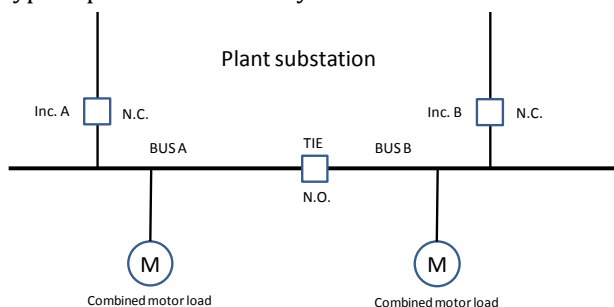 Plant substation
Inc. A
N.C.
Inc. B
N.C.
BUS A
TIE
BUS B
N.O.
M
M
Combined motor load
Combined motor load